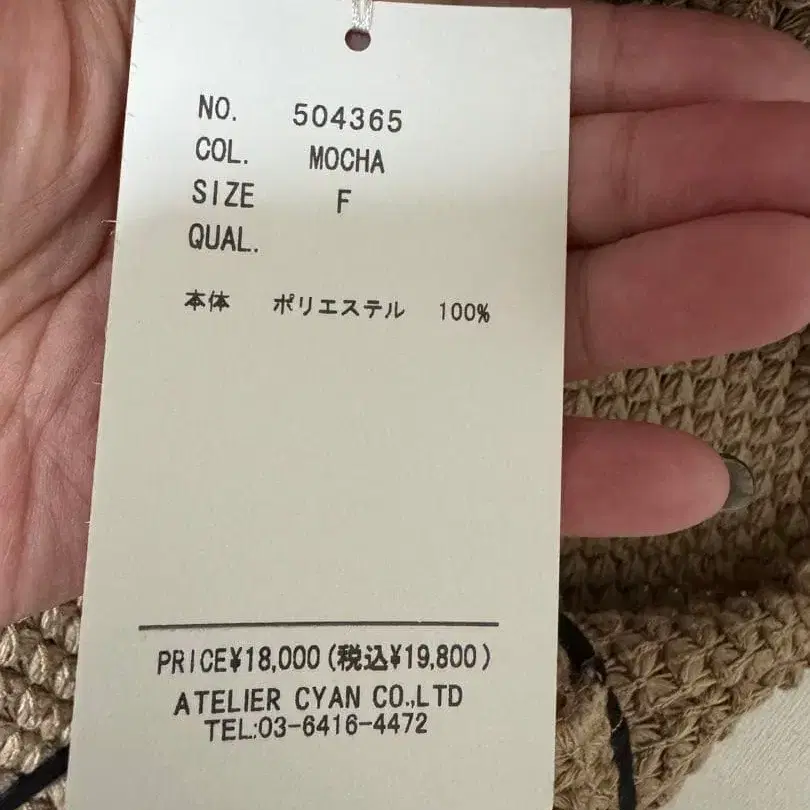 NO. 504365
COL. MOCHA
SIZE F
QUAL.
本体 ポリエステル 100%
PRICE¥18,000(税込¥19,800)
ATELIER CYAN CO.,LTD
TEL:03-6416-4472